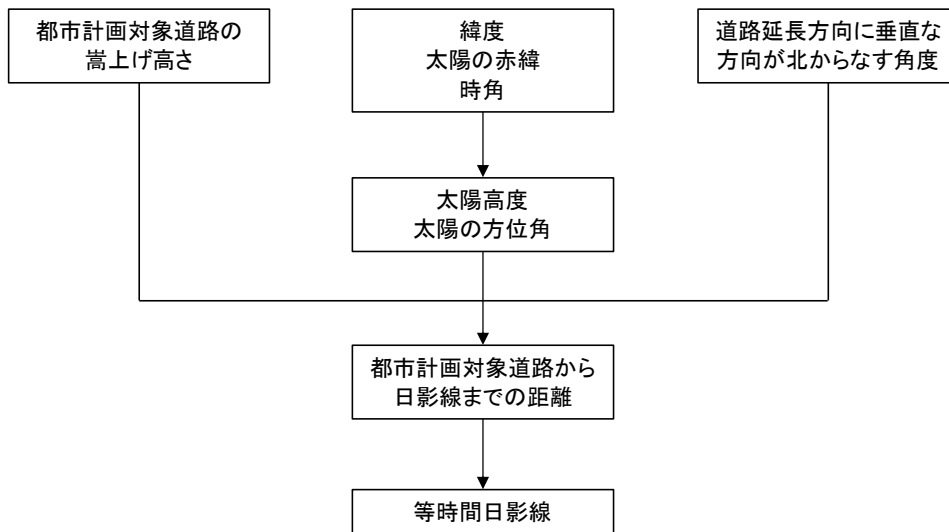 都市計画対象道路の
嵩上げ高さ
緯度
太陽の赤緯
時角
道路延長方向に垂直な
方向が北からなす角度
太陽高度
太陽の方位角
都市計画対象道路から
日影線までの距離
等時間日影線